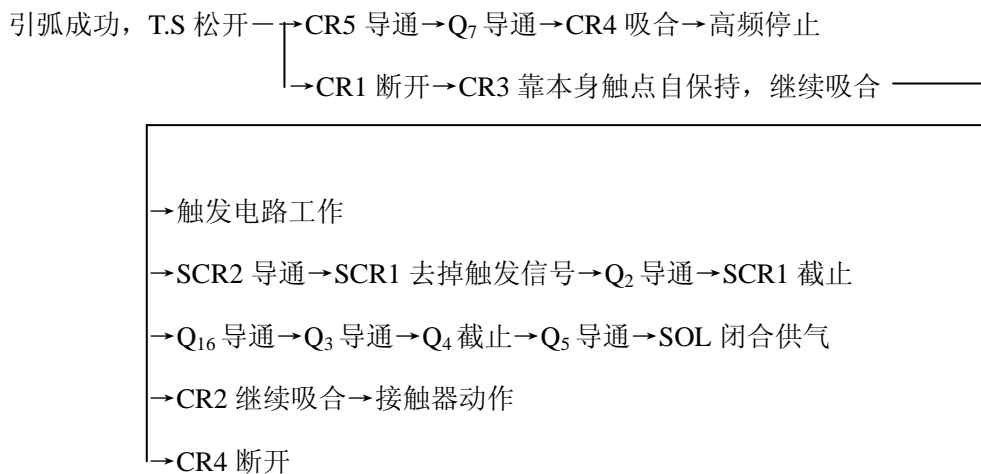 引弧成功，T.S 松开→CR5 导通→Q₇ 导通→CR4 吸合→高频停止
→CR1 断开→CR3 靠本身触点自保持，继续吸合
→触发电路工作
→SCR2 导通→SCR1 去掉触发信号→Q₂ 导通→SCR1 截止
→Q₁₆ 导通→Q₃ 导通→Q₄ 截止→Q₅ 导通→SOL 闭合供气
→CR2 继续吸合→接触器动作
→CR4 断开